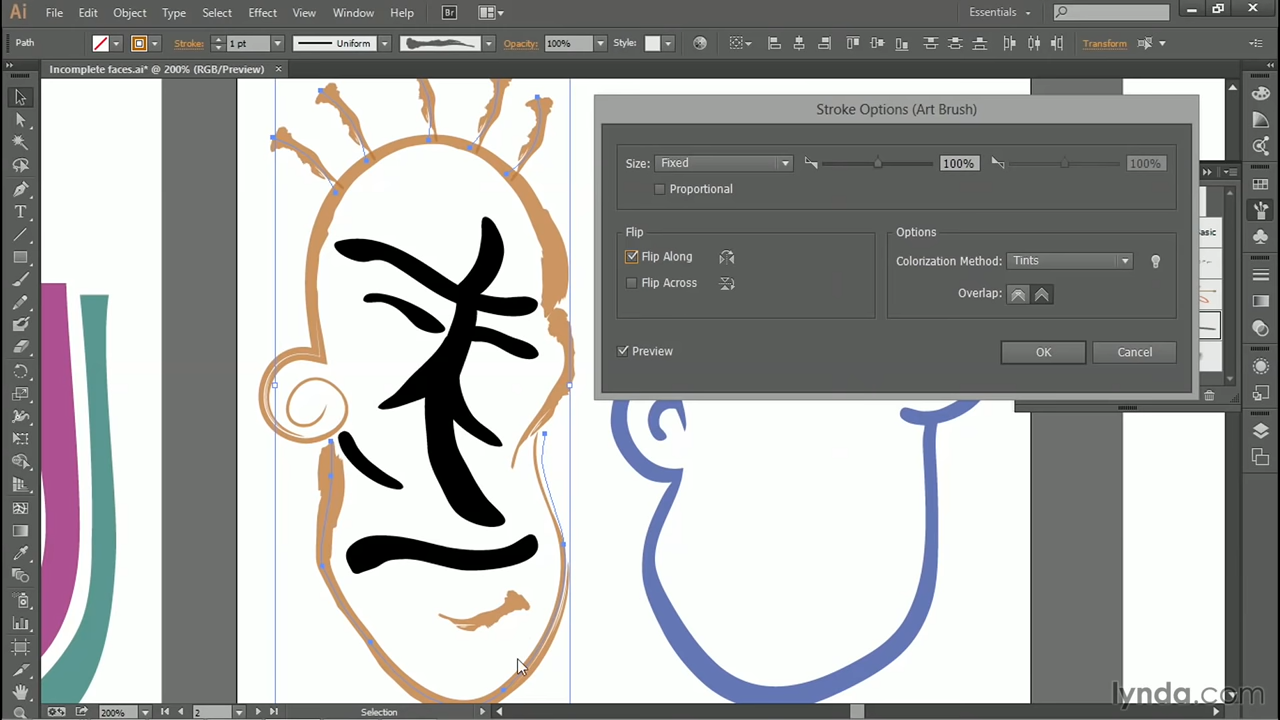 Ai File Edit Object Type Select Effect View Window Help Br Essentials
Path Stroke: 1 pt Uniform Opacity: 100% Style: Transform
Incomplete faces.ai* @ 200% (RGB/Preview) ×
Stroke Options (Art Brush)
Size: Fixed 100% 100%
Proportional
Flip Options
Flip Along Colorization Method: Tints
Flip Across Overlap:
Preview OK Cancel
Basic
200% 2 Selection
lynda.com